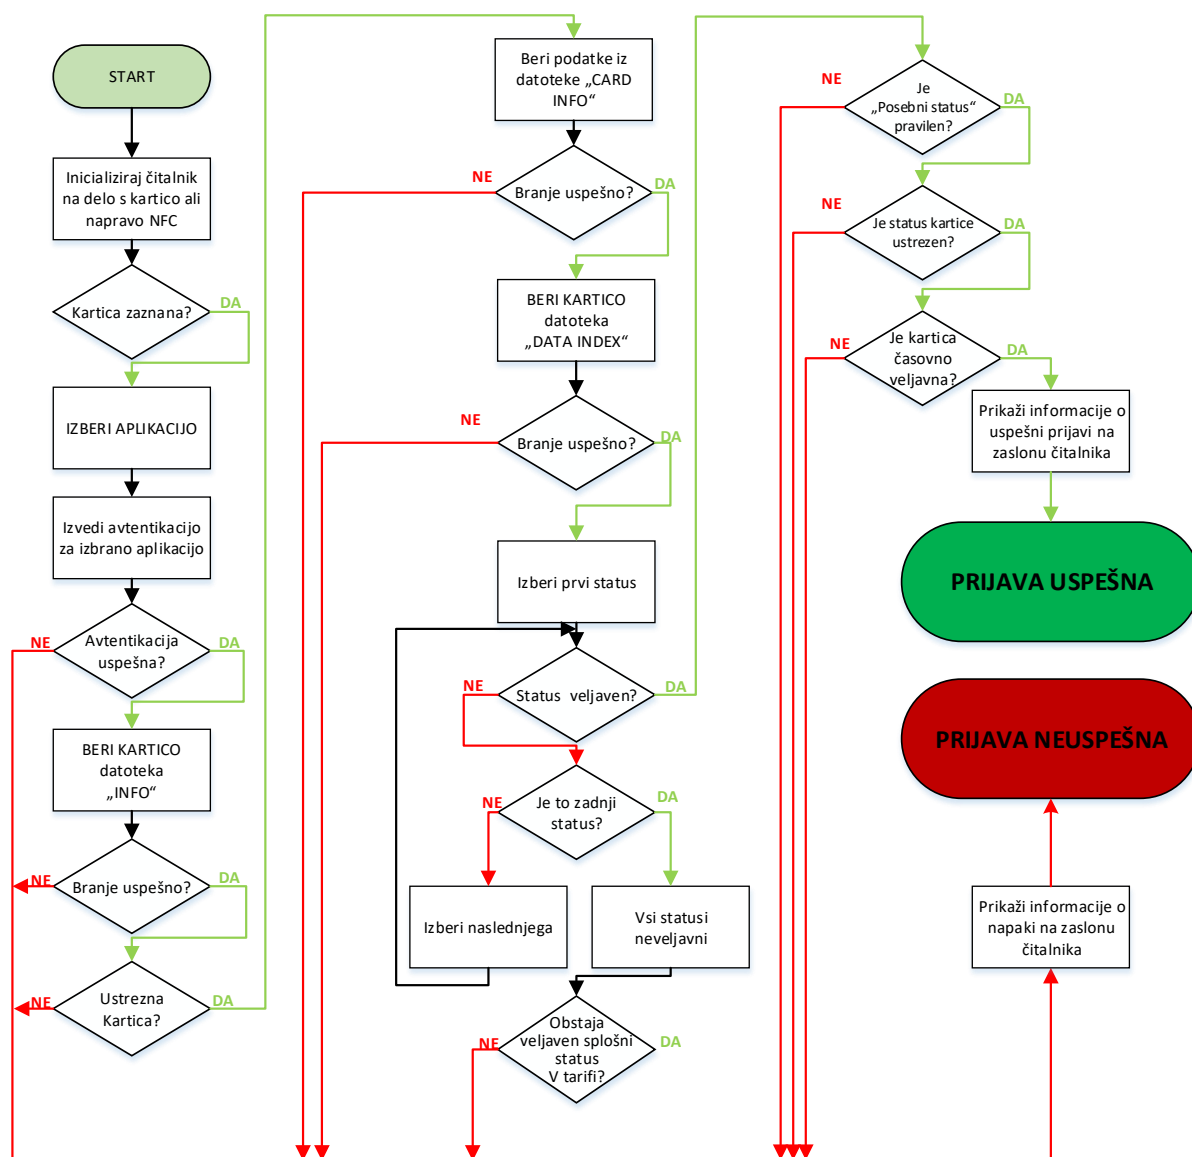 START
Inicializiraj čitalnik
na delo s kartico ali
napravo NFC
Kartica zaznana?
DA
IZBERI APLIKACIJO
Izvedi avtentikacijo
za izbrano aplikacijo
NE
Avtentikacija
uspešna?
DA
BERI KARTICO
datoteka
„INFO“
NE
Branje uspešno?
DA
NE
Ustrezna
Kartica?
DA
Beri podatke iz
datoteke „CARD
INFO“
NE
Branje uspešno?
DA
BERI KARTICO
datoteka
„DATA INDEX“
NE
Branje uspešno?
DA
Izberi prvi status
NE
Status veljaven?
DA
NE
Je to zadnji
status?
DA
Izberi naslednjega
Vsi statusi
neveljavni
NE
Obstaja
veljaven splošni
status
V tarifi?
DA
NE
Je
„Posebni status“
pravilen?
DA
NE
Je status kartice
ustrezen?
DA
NE
Je kartica
časovno
veljavna?
DA
Prikaži informacije o
uspešni prijavi na
zaslonu čitalnika
PRIJAVA USPEŠNA
PRIJAVA NEUSPEŠNA
Prikaži informacije o
napaki na zaslonu
čitalnika